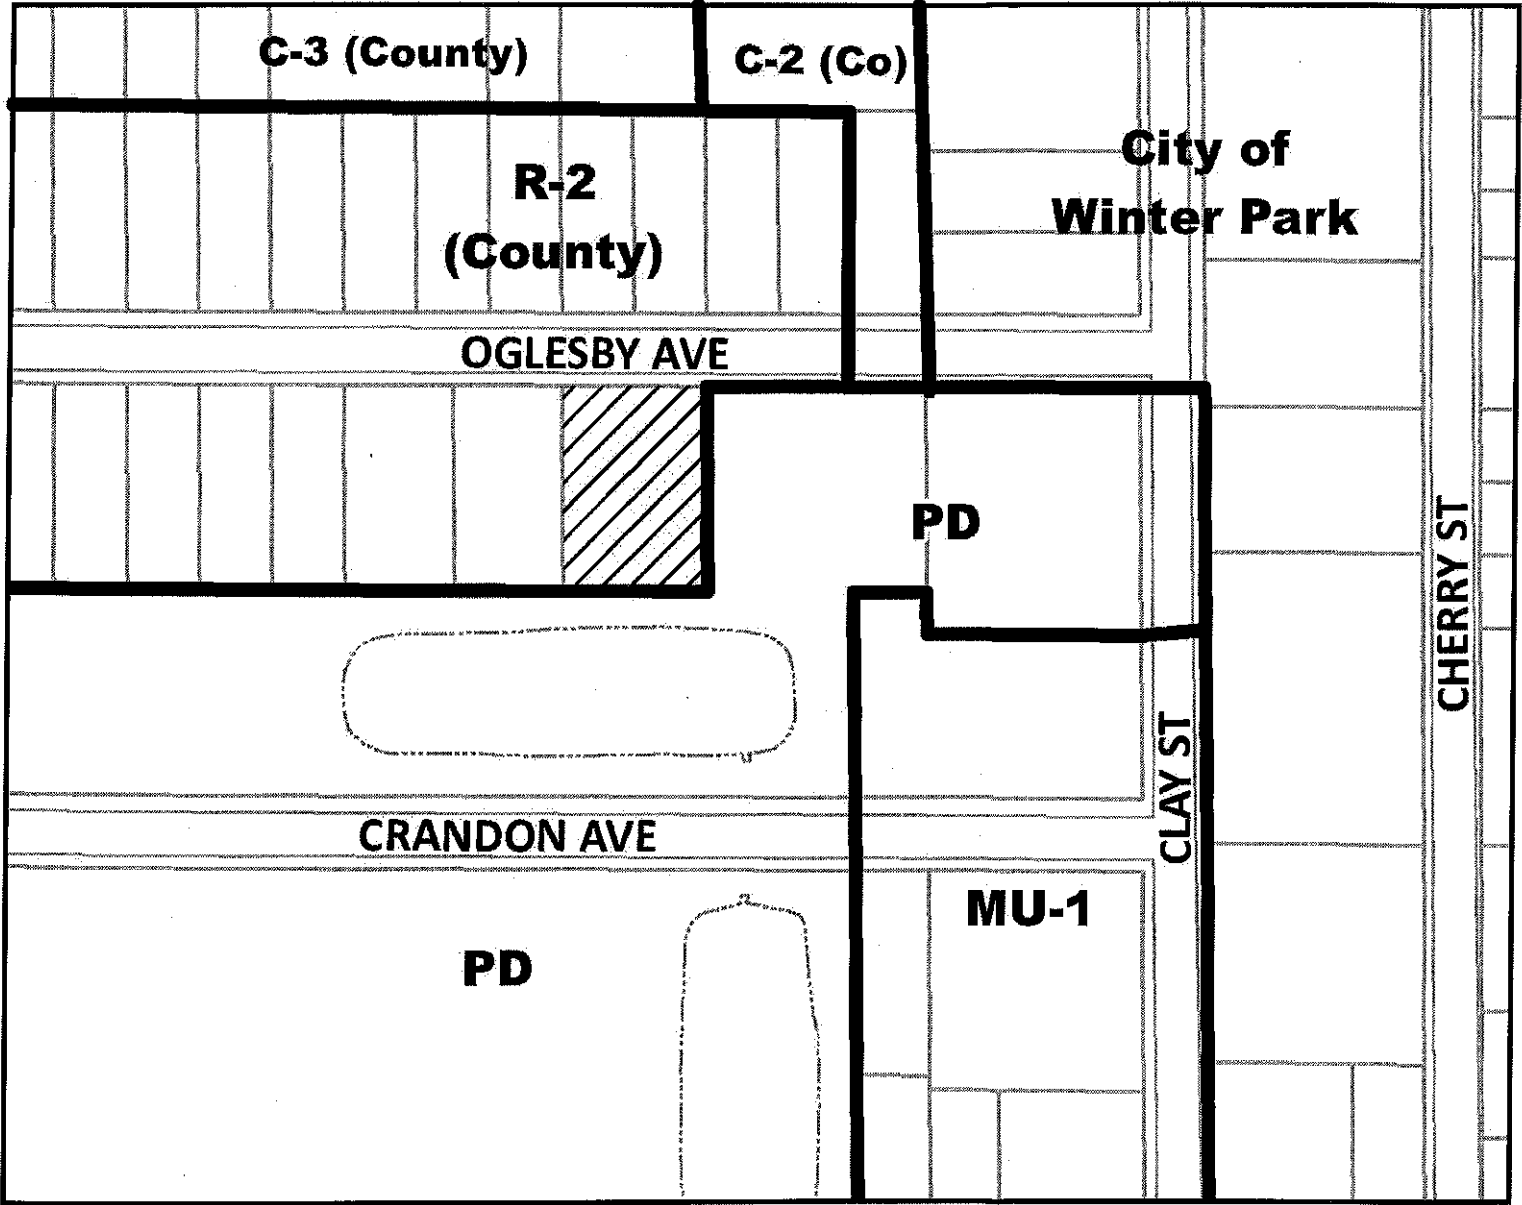 C-3 (County)
C-2 (Co)
City of
Winter Park
R-2
(County)
OGLESBY AVE
PD
CHERRY ST
CLAY ST
CRANDON AVE
MU-1
PD